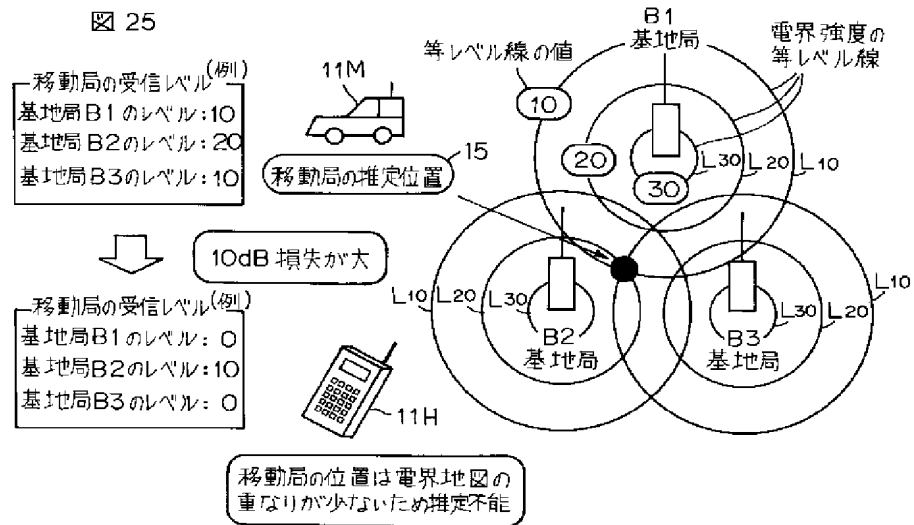 図 25
移動局の受信レベル(例)
基地局B1のレベル:10
基地局B2のレベル:20
基地局B3のレベル:10
10dB 損失が大
移動局の受信レベル(例)
基地局B1のレベル: 0
基地局B2のレベル:10
基地局B3のレベル: 0
11M
移動局の推定位置
15
11H
移動局の位置は電界地図の
重なりが少ないため推定不能
等レベル線の値
10
20
30
B1
基地局
電界強度の
等レベル線
L30
L20
L10
L10
L20
L30
B2
基地局
B3
基地局
L30
L20
L10